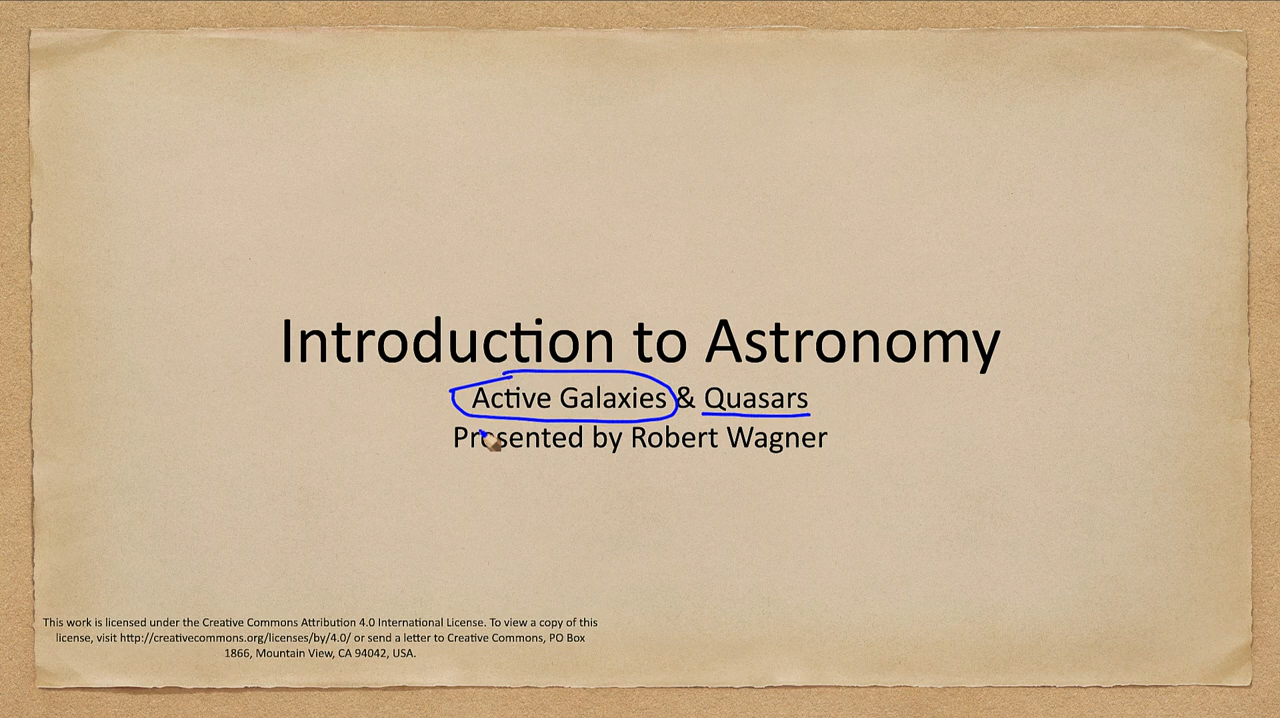 Introduction to Astronomy
Active Galaxies & Quasars
Presented by Robert Wagner
This work is licensed under the Creative Commons Attribution 4.0 International License. To view a copy of this
license, visit http://creativecommons.org/licenses/by/4.0/ or send a letter to Creative Commons, PO Box
1866, Mountain View, CA 94042, USA.